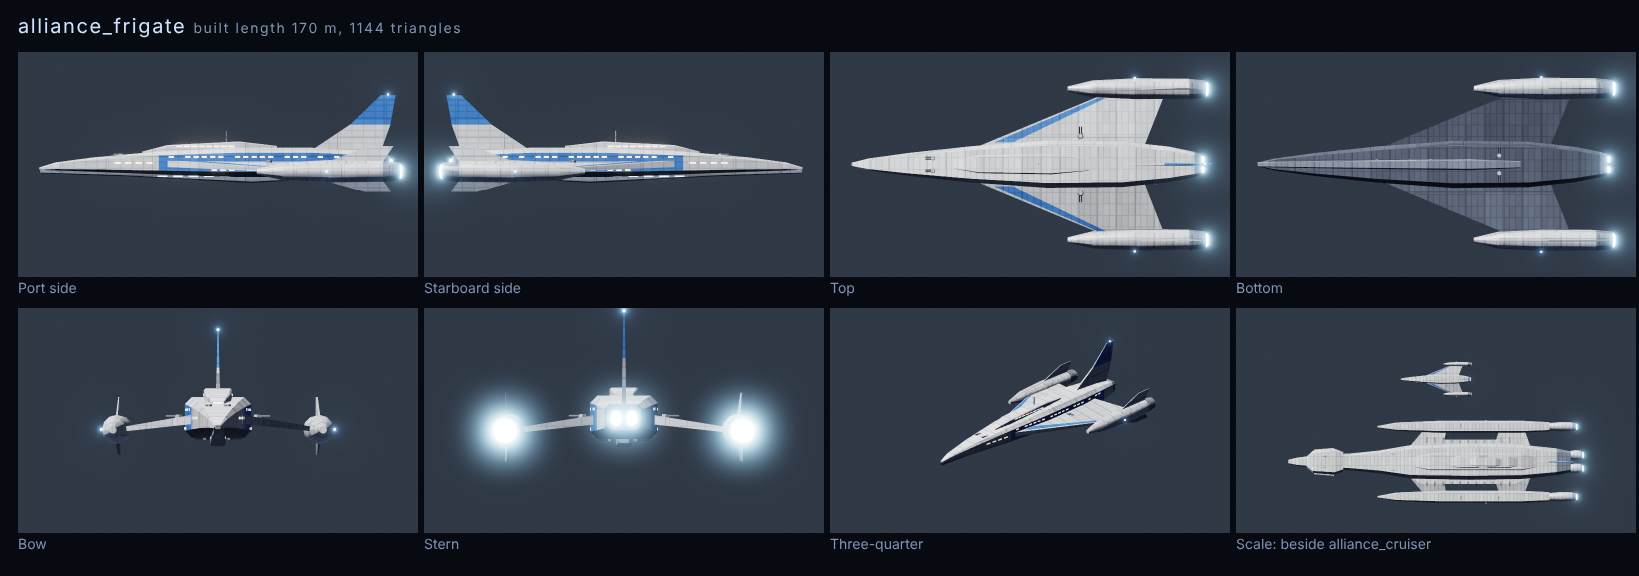 alliance_frigate built length 170 m, 1144 triangles
Port side
Starboard side
Top
Bottom
Bow
Stern
Three-quarter
Scale: beside alliance_cruiser